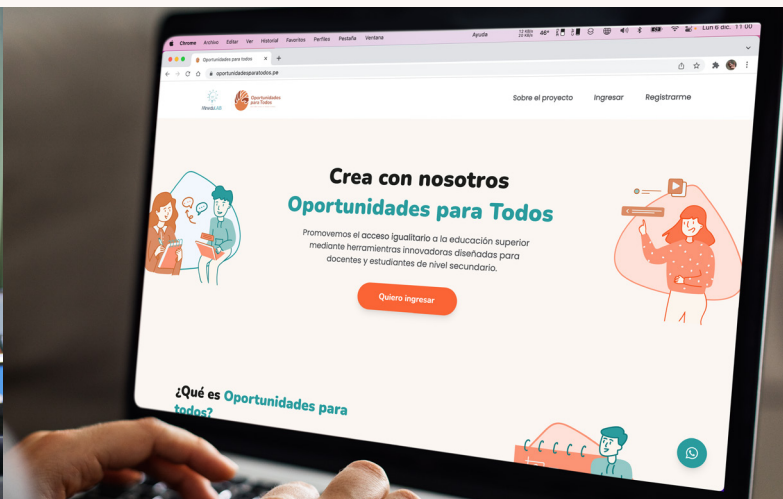 Chrome Archivo Editar Ver Historial Favoritos Perfiles Pestaña Ventana Ayuda 46° Lun 6 dic. 11:00
Oportunidades para todos
oportunidadesparatodos.pe
Oportunidades
para Todos
Sobre el proyecto Ingresar Registrarme
Crea con nosotros
Oportunidades para Todos
Promovemos el acceso igualitario a la educación superior
mediante herramientras innovadoras diseñadas para
docentes y estudiantes de nivel secundario.
Quiero ingresar
¿Qué es Oportunidades para
todos?